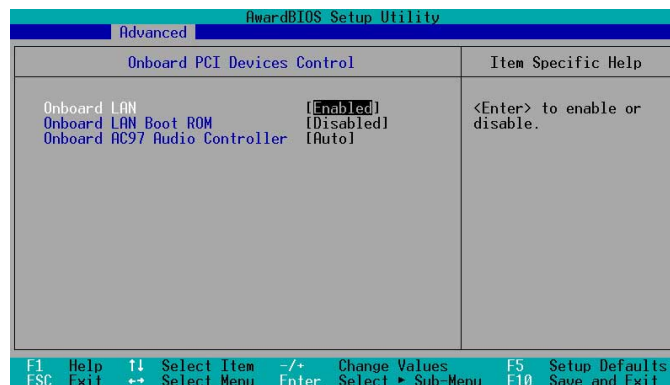 AwardBIOS Setup Utility
Advanced
Onboard PCI Devices Control
Item Specific Help
Onboard LAN [Enabled]
Onboard LAN Boot ROM [Disabled]
Onboard AC97 Audio Controller [Auto]
<Enter> to enable or
disable.
F1 Help ↑↓ Select Item -/+ Change Values F5 Setup Defaults
ESC Exit ←→ Select Menu Enter Select ► Sub-Menu F10 Save and Exit